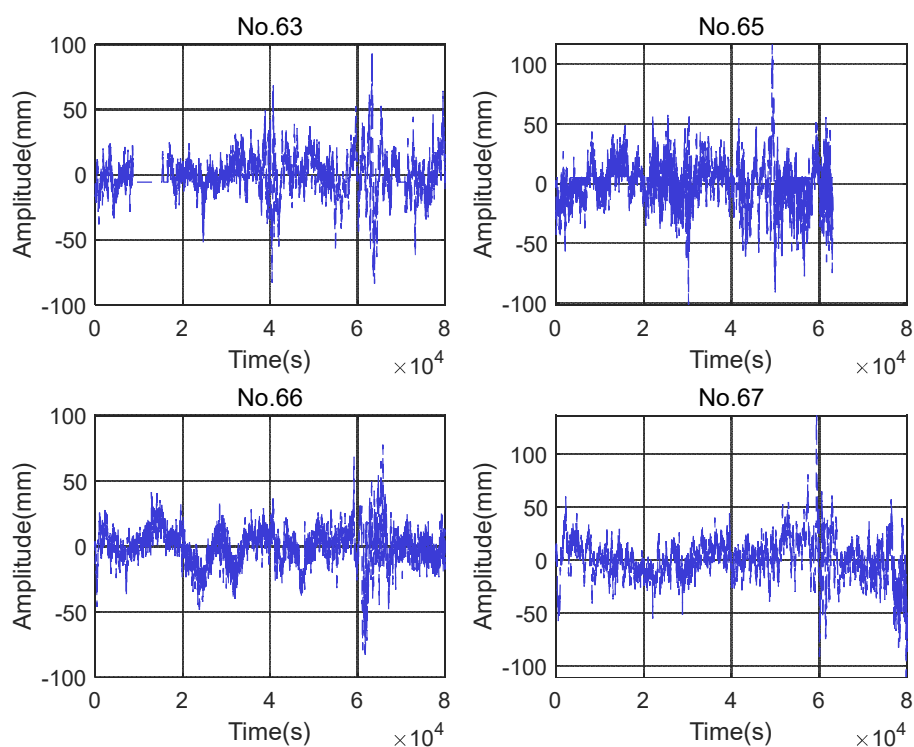 No.63
100
50
0
-50
-100
Amplitude(mm)
0 2 4 6 8
Time(s)
×10⁴
No.65
100
50
0
-50
-100
Amplitude(mm)
0 2 4 6 8
Time(s)
×10⁴
No.66
100
50
0
-50
-100
Amplitude(mm)
0 2 4 6 8
Time(s)
×10⁴
No.67
100
50
0
-50
-100
Amplitude(mm)
0 2 4 6 8
Time(s)
×10⁴